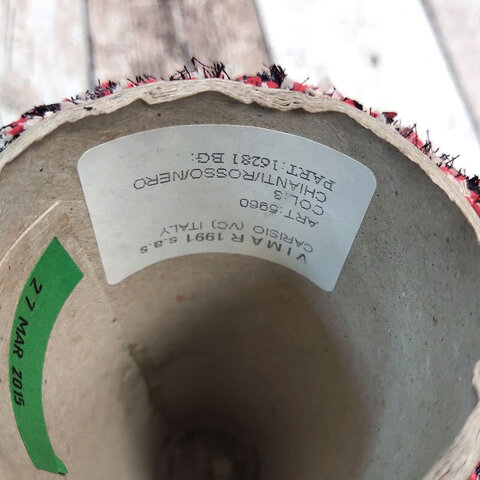 VIMAR 1991 s.a.s
CARISIO (VC) ITALY
ART:5960
COL:3
CHIANTI/ROSSO/NERO
PART:16281 BG:
27 MAR 2015